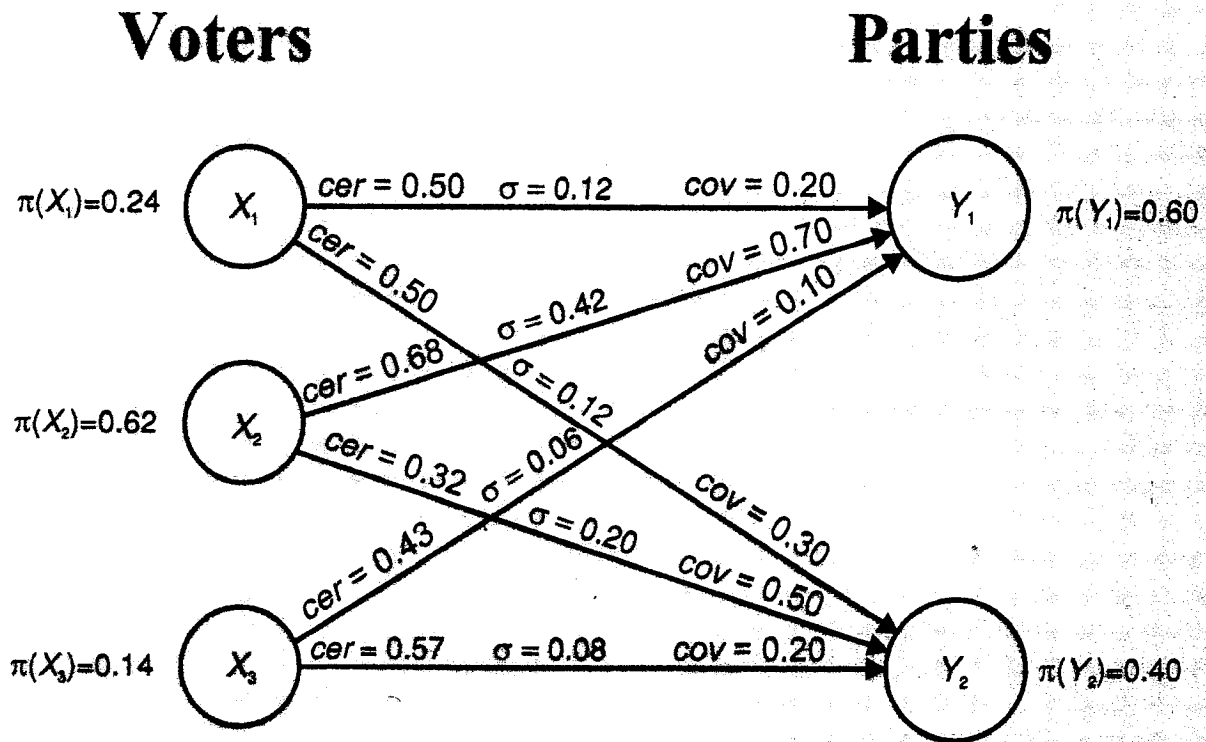 Voters Parties
π(X₁)=0.24 X₁ cer = 0.50 σ = 0.12 cov = 0.20 Y₁ π(Y₁)=0.60
cer = 0.50 σ = 0.12 cov = 0.30
π(X₂)=0.62 X₂ cer = 0.68 σ = 0.42 cov = 0.70
cer = 0.32 σ = 0.20 cov = 0.50
cer = 0.43 σ = 0.06 cov = 0.10
π(X₃)=0.14 X₃ cer = 0.57 σ = 0.08 cov = 0.20 Y₂ π(Y₂)=0.40